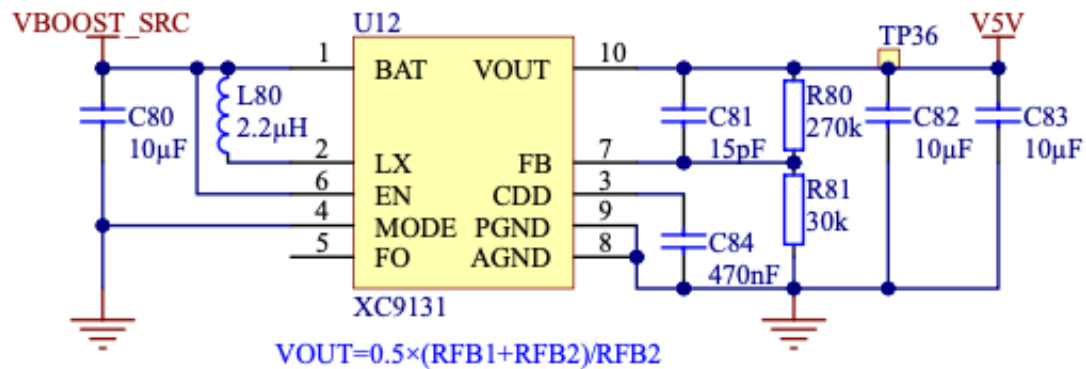 VBOOST_SRC
U12
TP36
V5V
1
BAT
VOUT
10
C80
10µF
L80
2.2µH
C81
15pF
R80
270k
C82
10µF
C83
10µF
2
LX
FB
7
6
EN
CDD
3
4
MODE
PGND
9
5
FO
AGND
8
R81
30k
C84
470nF
XC9131
VOUT=0.5×(RFB1+RFB2)/RFB2